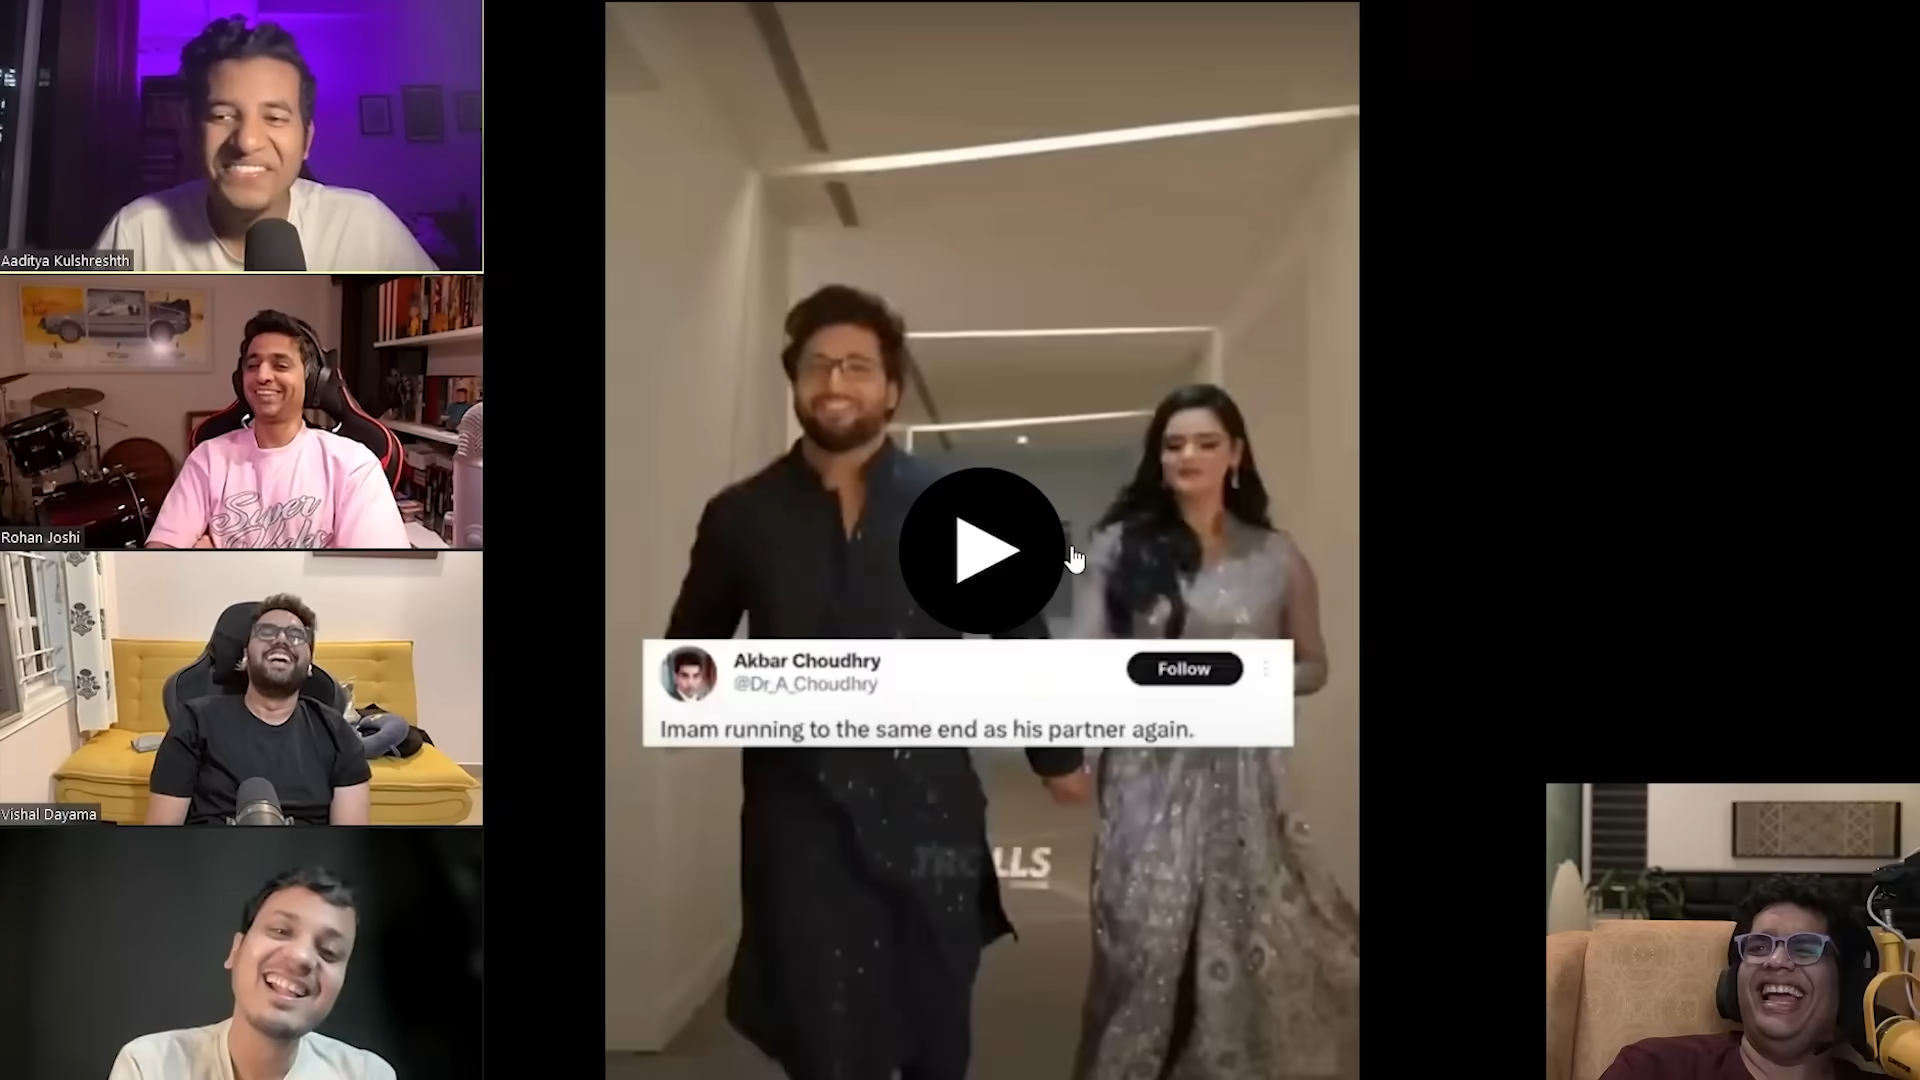 Aaditya Kulshreshth
Rohan Joshi
Vishal Dayama
Akbar Choudhry
@Dr_A_Choudhry
Follow
Imam running to the same end as his partner again.
Super